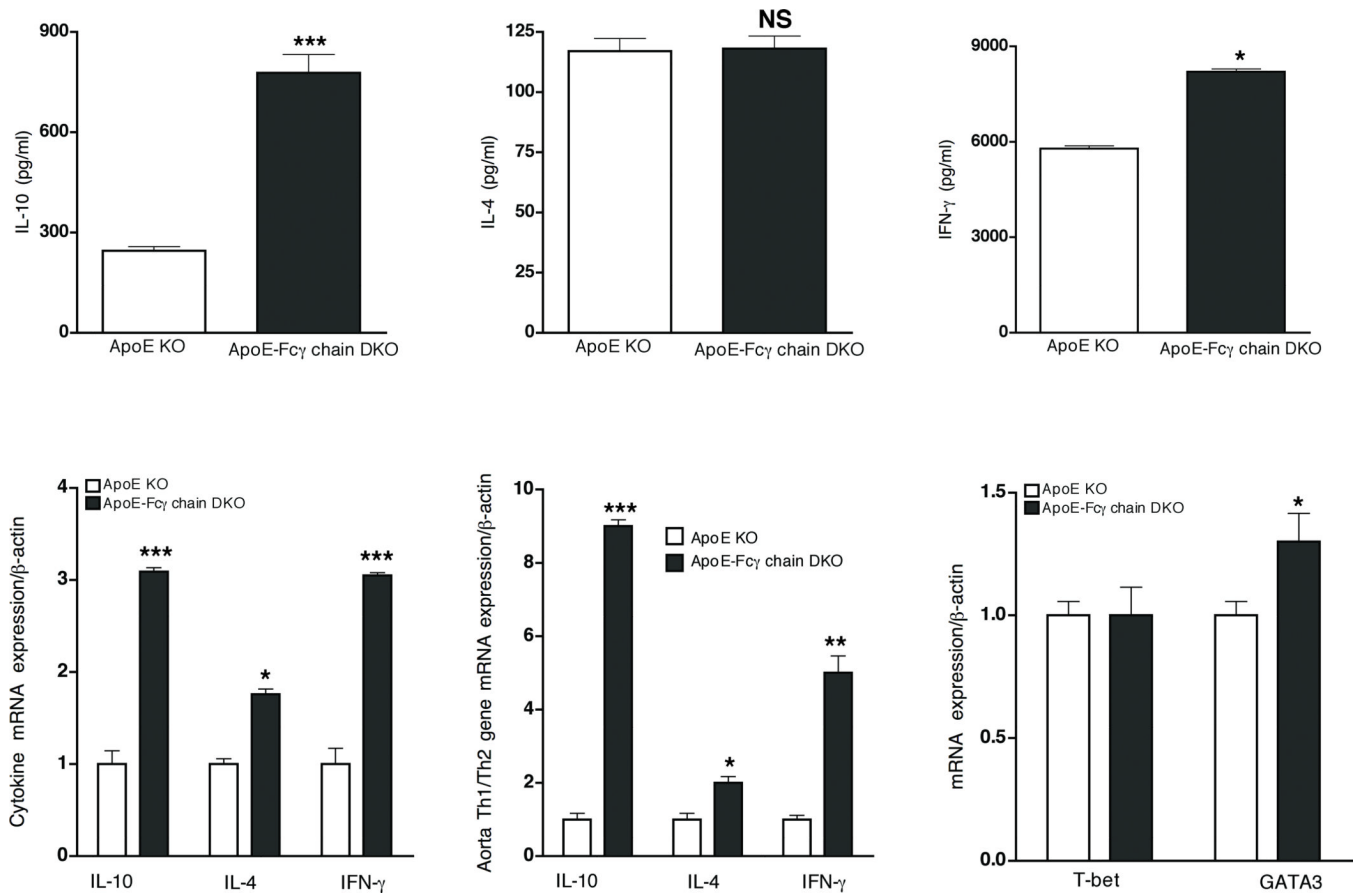 IL-10 (pg/ml)
900
600
300
0
***
ApoE KO
ApoE-Fcγ chain DKO
IL-4 (pg/ml)
125
100
75
50
25
0
NS
ApoE KO
ApoE-Fcγ chain DKO
IFN-γ (pg/ml)
9000
6000
3000
0
*
ApoE KO
ApoE-Fcγ chain DKO
Cytokine mRNA expression/β-actin
4
3
2
1
0
ApoE KO
ApoE-Fcγ chain DKO
***
*
***
IL-10
IL-4
IFN-γ
Aorta Th1/Th2 gene mRNA expression/β-actin
10
8
6
4
2
0
ApoE KO
ApoE-Fcγ chain DKO
***
*
**
IL-10
IL-4
IFN-γ
mRNA expression/β-actin
1.5
1.0
0.5
0.0
ApoE KO
ApoE-Fcγ chain DKO
*
T-bet
GATA3